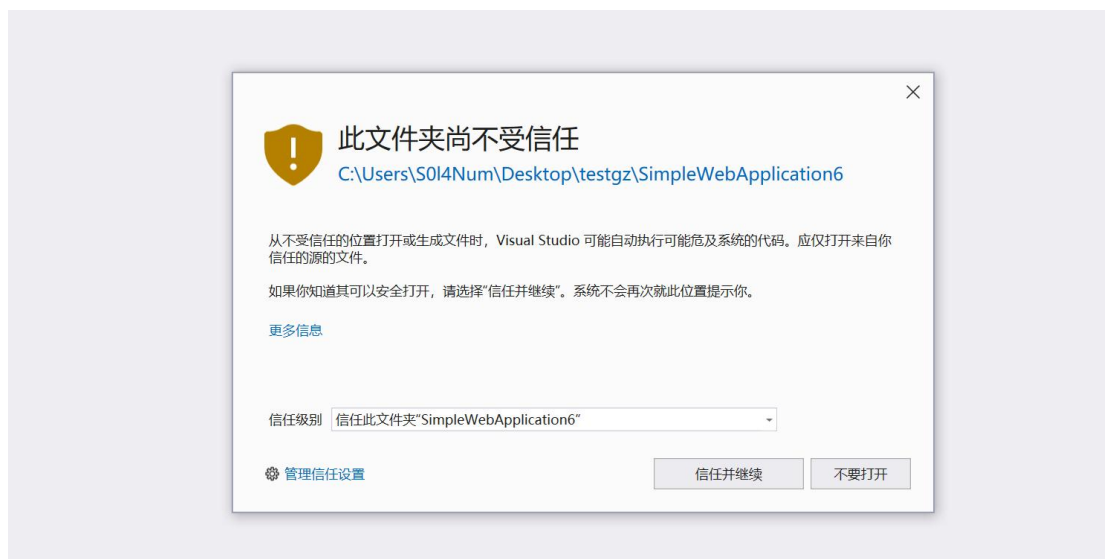 此文件夹尚不受信任
C:\Users\S0l4Num\Desktop\testgz\SimpleWebApplication6
从不受信任的位置打开或生成文件时，Visual Studio 可能自动执行可能危及系统的代码。应仅打开来自你
信任的源的文件。
如果你知道其可以安全打开，请选择“信任并继续”。系统不会再次就此位置提示你。
更多信息
信任级别 信任此文件夹“SimpleWebApplication6”
管理信任设置 信任并继续 不要打开